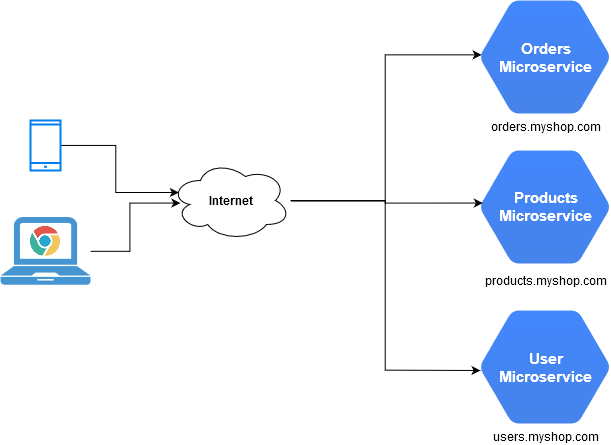 Orders
Microservice
orders.myshop.com
Internet
Products
Microservice
products.myshop.com
User
Microservice
users.myshop.com